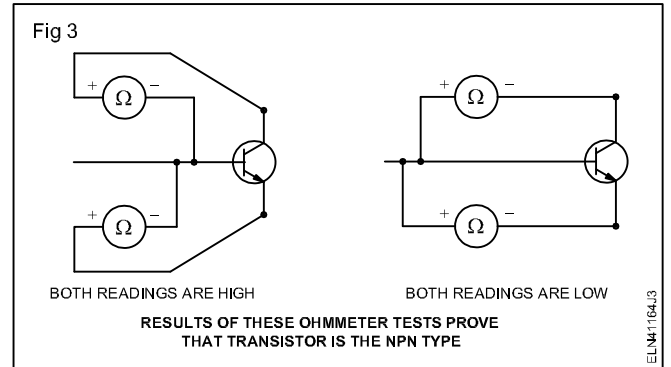 Fig 3
+ Ω −
+ Ω −
+ Ω −
+ Ω −
BOTH READINGS ARE HIGH
BOTH READINGS ARE LOW
RESULTS OF THESE OHMMETER TESTS PROVE
THAT TRANSISTOR IS THE NPN TYPE
ELN41164J3